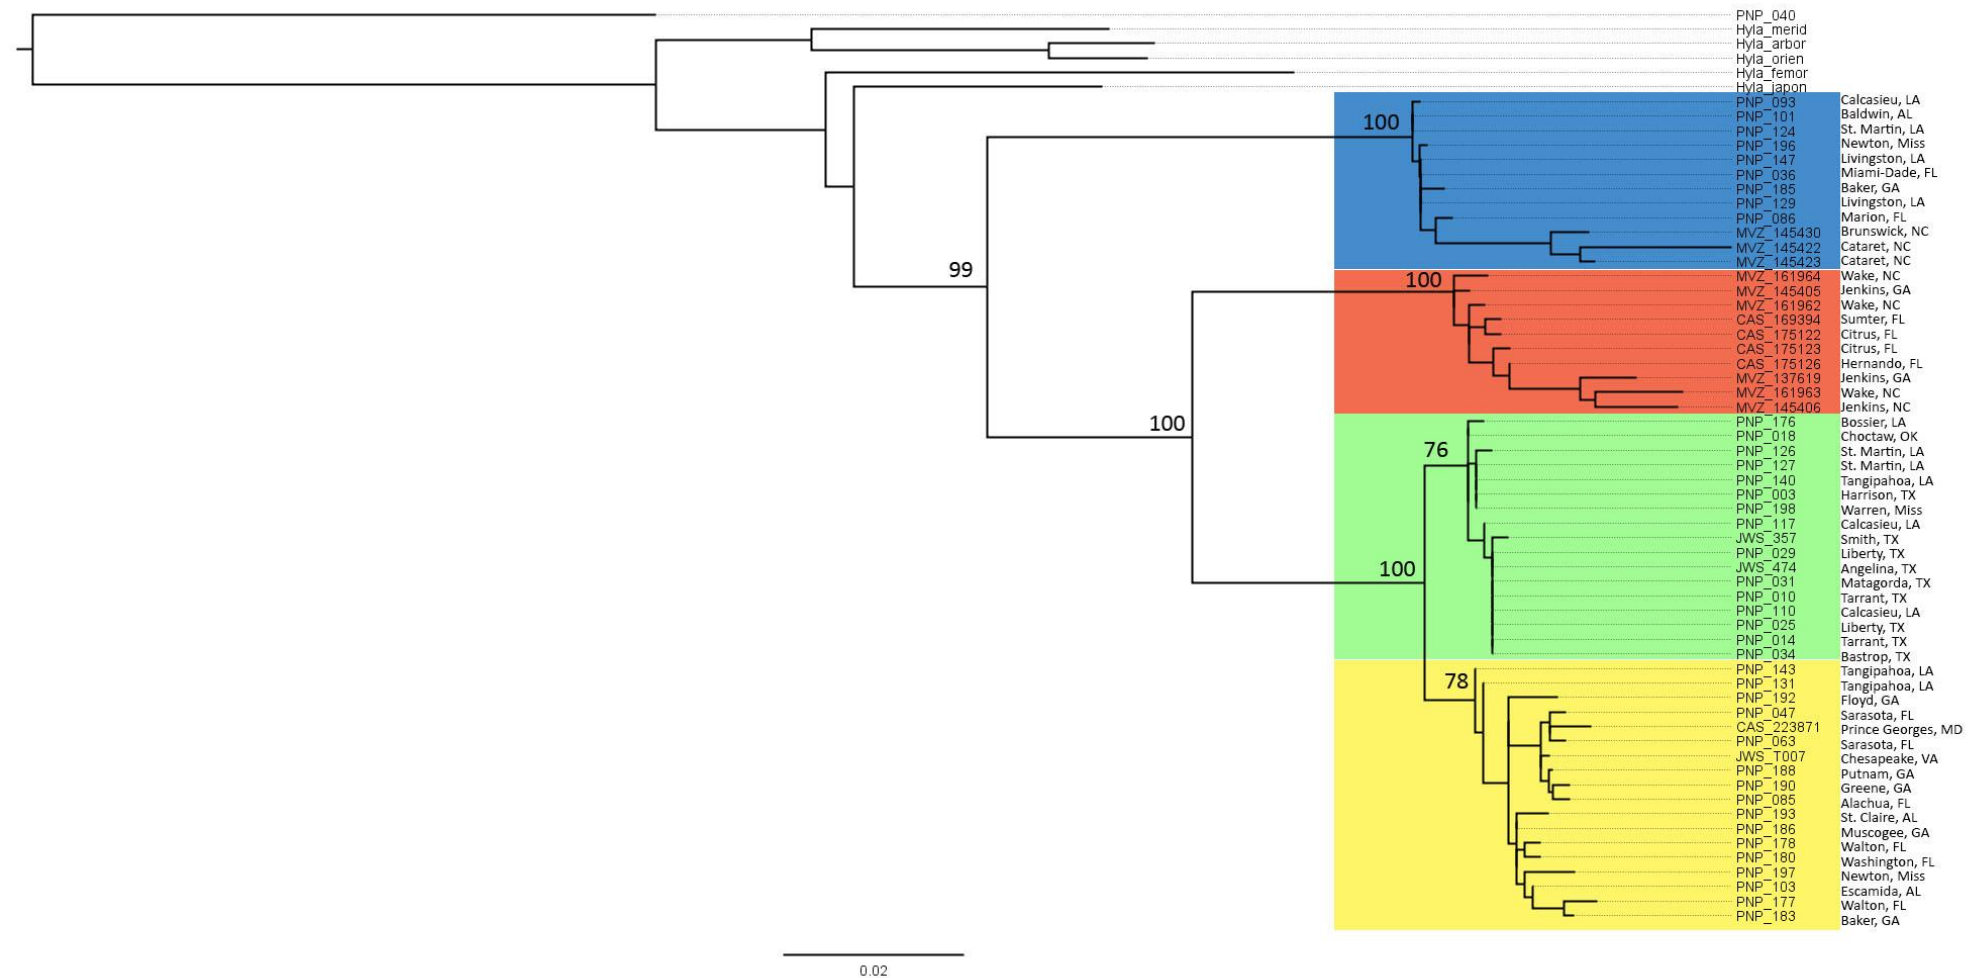 PNP_040
Hyla_merid
Hyla_arbor
Hyla_orien
Hyla_femor
Hyla_japon
PNP_093 Calcasieu, LA
PNP_101 Baldwin, AL
100
PNP_124 St. Martin, LA
PNP_196 Newton, Miss
PNP_147 Livingston, LA
PNP_036 Miami-Dade, FL
PNP_185 Baker, GA
PNP_129 Livingston, LA
PNP_086 Marion, FL
MVZ_145430 Brunswick, NC
MVZ_145422 Cataret, NC
MVZ_145423 Cataret, NC
99
MVZ_161964 Wake, NC
100
MVZ_145405 Jenkins, GA
MVZ_161962 Wake, NC
CAS_169394 Sumter, FL
CAS_175122 Citrus, FL
CAS_175123 Citrus, FL
CAS_175126 Hernando, FL
MVZ_137619 Jenkins, GA
MVZ_161963 Wake, NC
MVZ_145406 Jenkins, NC
100
PNP_176 Bossier, LA
PNP_018 Choctaw, OK
76
PNP_126 St. Martin, LA
PNP_127 St. Martin, LA
PNP_140 Tangipahoa, LA
PNP_003 Harrison, TX
PNP_198 Warren, Miss
PNP_117 Calcasieu, LA
JWS_357 Smith, TX
PNP_029 Liberty, TX
100
JWS_474 Angelina, TX
PNP_031 Matagorda, TX
PNP_010 Tarrant, TX
PNP_110 Calcasieu, LA
PNP_025 Liberty, TX
PNP_014 Tarrant, TX
PNP_034 Bastrop, TX
PNP_143 Tangipahoa, LA
78
PNP_131 Tangipahoa, LA
PNP_192 Floyd, GA
PNP_047 Sarasota, FL
CAS_223871 Prince Georges, MD
PNP_063 Sarasota, FL
JWS_T007 Chesapeake, VA
PNP_188 Putnam, GA
PNP_190 Greene, GA
PNP_085 Alachua, FL
PNP_193 St. Claire, AL
PNP_186 Muscogee, GA
PNP_178 Walton, FL
PNP_180 Washington, FL
PNP_197 Newton, Miss
PNP_103 Escamida, AL
PNP_177 Walton, FL
PNP_183 Baker, GA
0.02